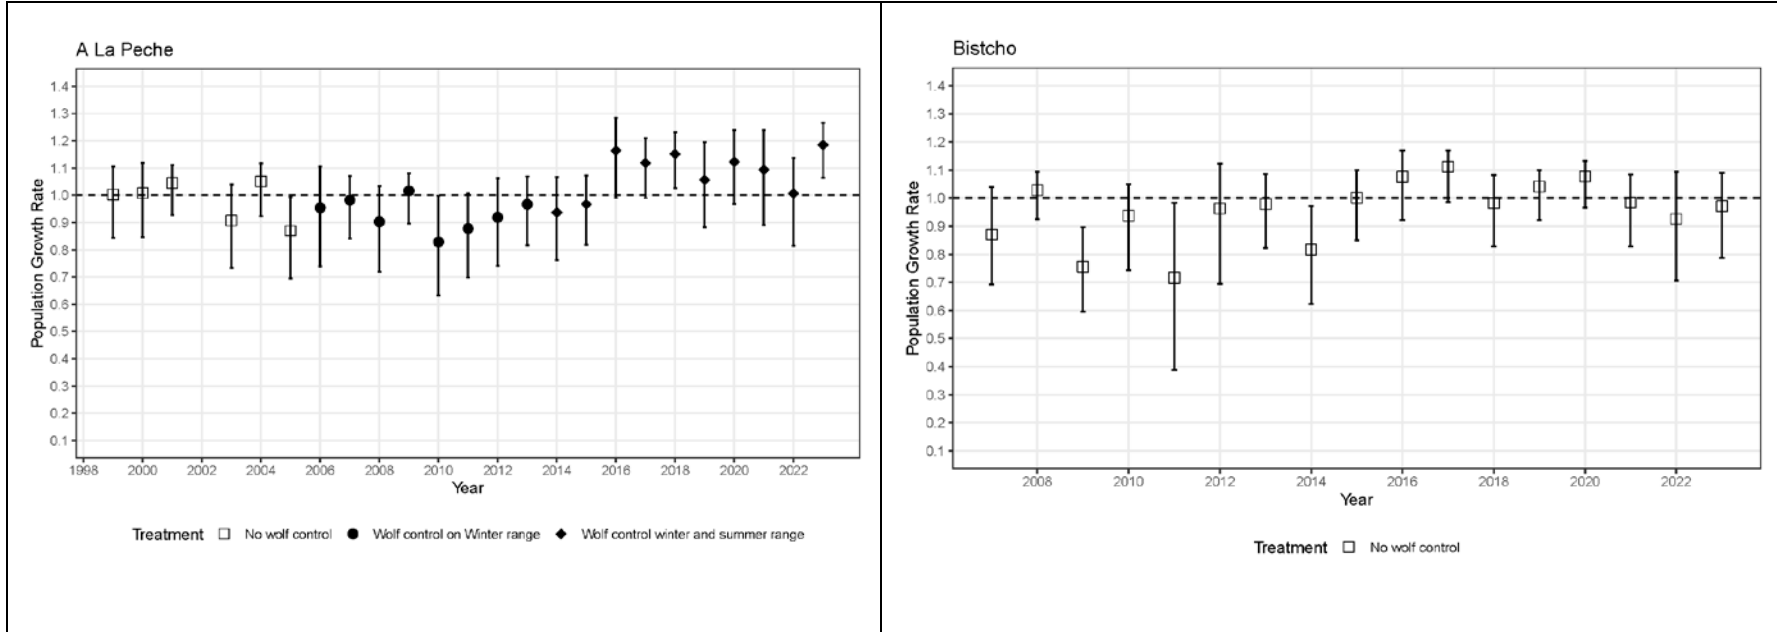 A La Peche
Population Growth Rate
1.4
1.3
1.2
1.1
1.0
0.9
0.8
0.7
0.6
0.5
0.4
0.3
0.2
0.1
1998 2000 2002 2004 2006 2008 2010 2012 2014 2016 2018 2020 2022
Year
Treatment No wolf control Wolf control on Winter range Wolf control winter and summer range
Bistcho
Population Growth Rate
1.4
1.3
1.2
1.1
1.0
0.9
0.8
0.7
0.6
0.5
0.4
0.3
0.2
0.1
2008 2010 2012 2014 2016 2018 2020 2022
Year
Treatment No wolf control